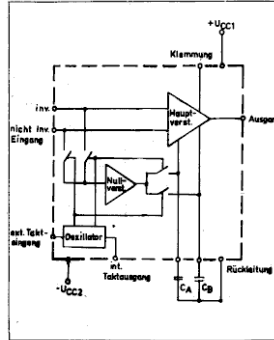 +UCC1
Klammung
inv.
nicht inv.
Eingang
Haupt-
verst.
Ausgan
Null-
verst.
ext. Takt-
eingang
Oszillator
int.
Taktausgang
-UCC2
CA
CB
Rückleitung